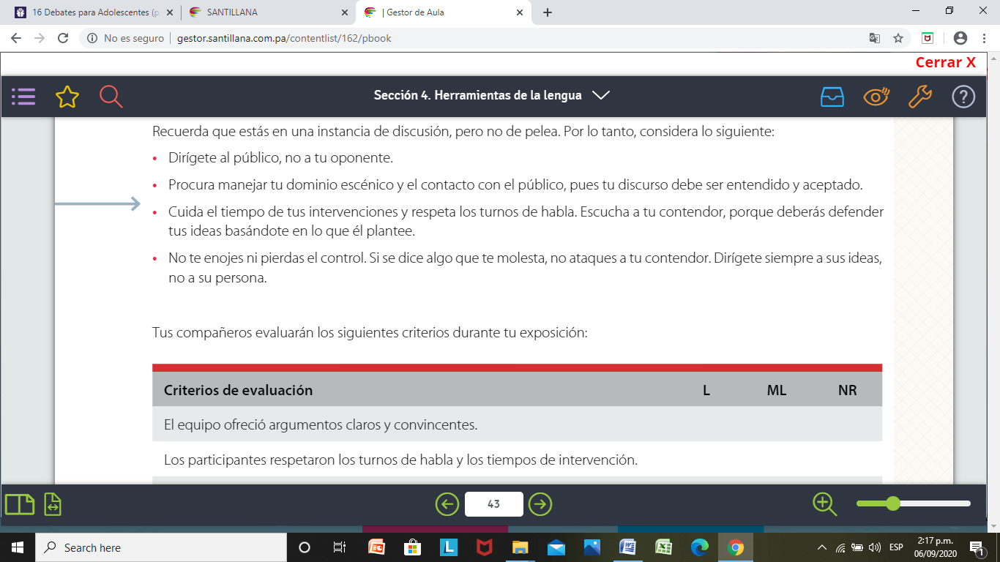 16 Debates para Adolescentes (p
SANTILLANA
| Gestor de Aula
No es seguro
gestor.santillana.com.pa/contentlist/162/pbook
Cerrar X
Sección 4. Herramientas de la lengua
Recuerda que estás en una instancia de discusión, pero no de pelea. Por lo tanto, considera lo siguiente:
• Dirígete al público, no a tu oponente.
• Procura manejar tu dominio escénico y el contacto con el público, pues tu discurso debe ser entendido y aceptado.
• Cuida el tiempo de tus intervenciones y respeta los turnos de habla. Escucha a tu contendor, porque deberás defender
tus ideas basándote en lo que él plantee.
• No te enojes ni pierdas el control. Si se dice algo que te molesta, no ataques a tu contendor. Dirígete siempre a sus ideas,
no a su persona.
Tus compañeros evaluarán los siguientes criterios durante tu exposición:
Criterios de evaluación L ML NR
El equipo ofreció argumentos claros y convincentes.
Los participantes respetaron los turnos de habla y los tiempos de intervención.
43
Search here
ESP
2:17 p.m.
06/09/2020
1